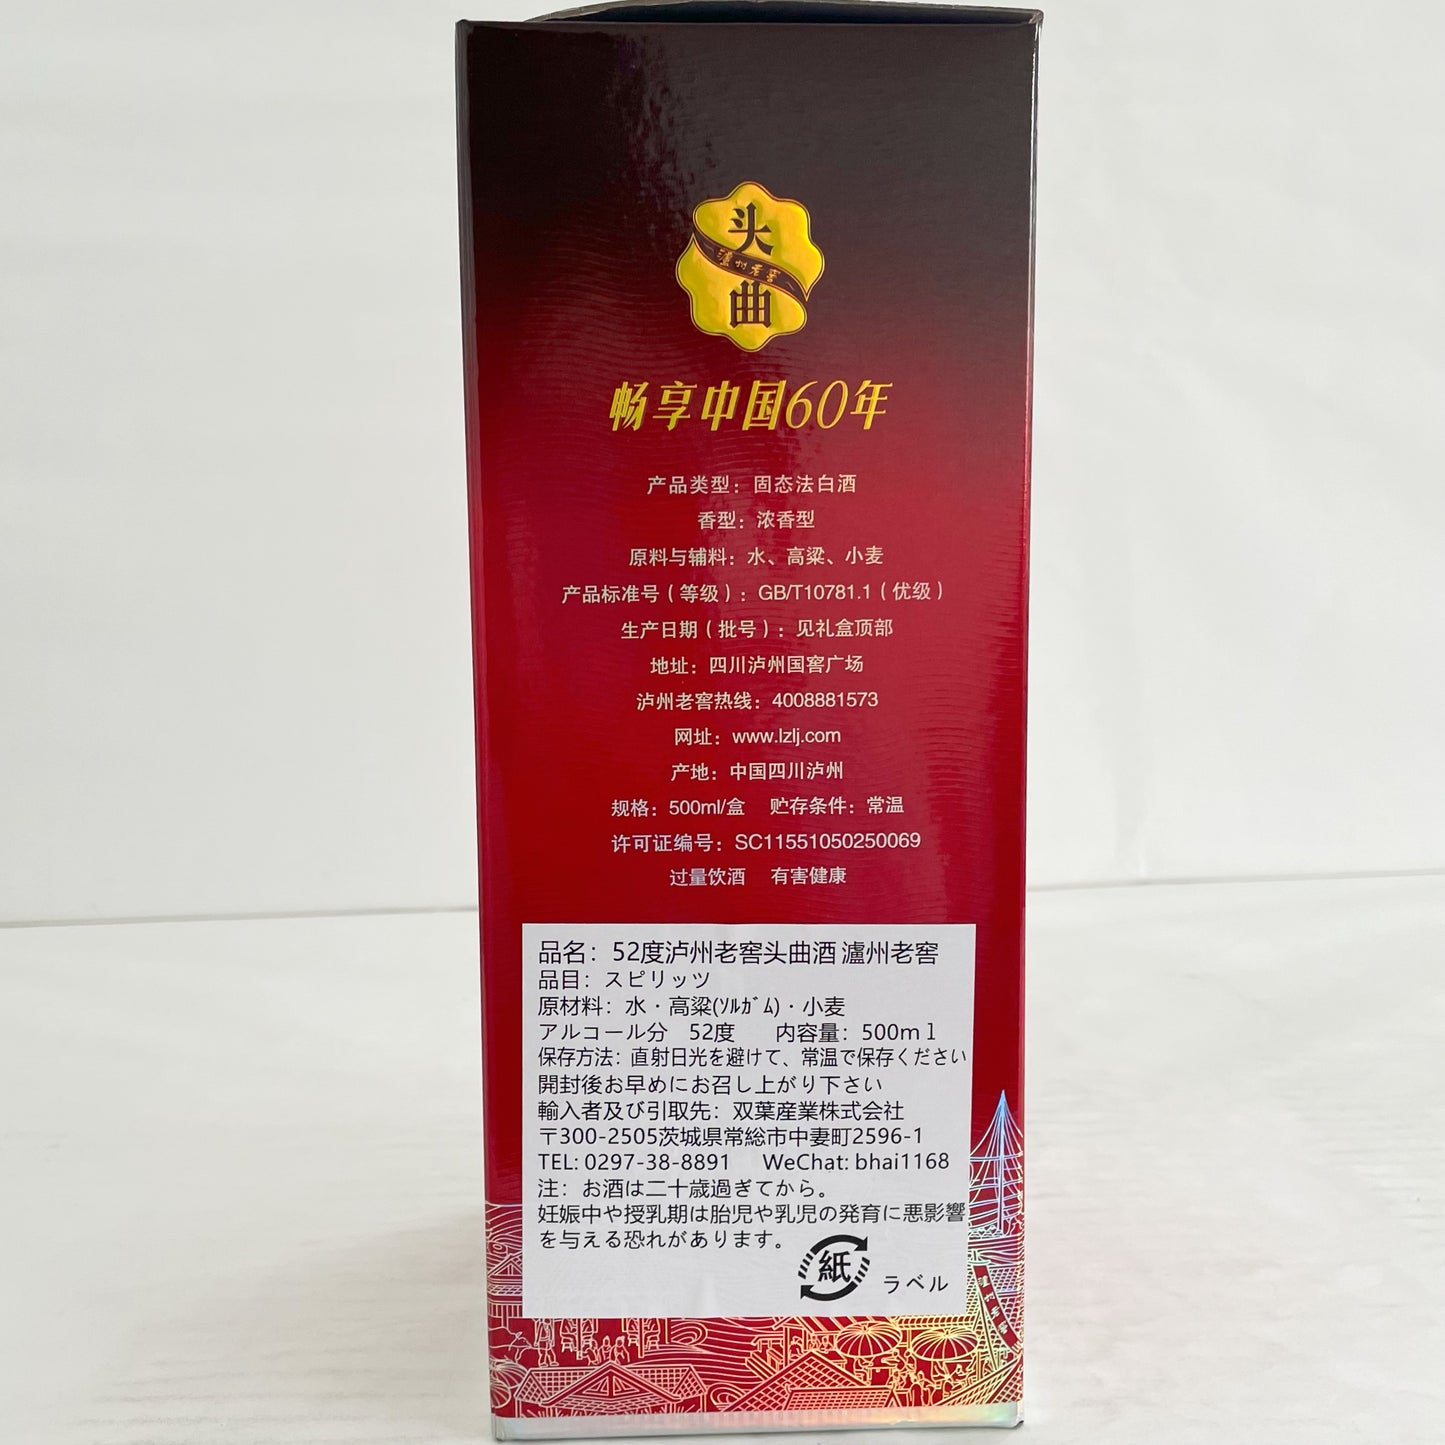 头
泸州老窖
曲
畅享中国60年
产品类型：固态法白酒
香型：浓香型
原料与辅料：水、高粱、小麦
产品标准号（等级）：GB/T10781.1（优级）
生产日期（批号）：见礼盒顶部
地址：四川泸州国窖广场
泸州老窖热线：4008881573
网址：www.lzlj.com
产地：中国四川泸州
规格：500ml/盒 贮存条件：常温
许可证编号：SC11551050250069
过量饮酒 有害健康
品名：52度泸州老窖头曲酒 瀘州老窖
品目：スピリッツ
原材料：水・高粱(ｿﾙｶﾞﾑ)・小麦
アルコール分 52度 内容量：500mｌ
保存方法：直射日光を避けて、常温で保存ください
開封後お早めにお召し上がり下さい
輸入者及び引取先：双葉産業株式会社
〒300-2505茨城県常総市中妻町2596-1
TEL: 0297-38-8891 WeChat: bhai1168
注：お酒は二十歳過ぎてから。
妊娠中や授乳期は胎児や乳児の発育に悪影響
を与える恐れがあります。
紙
ラベル